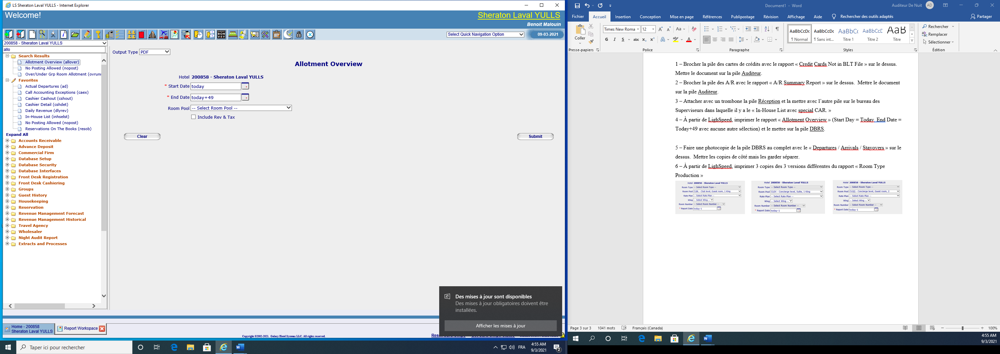 LS Sheraton Laval YULLS - Internet Explorer
Welcome!
Sheraton Laval YULLS
Benoit Malouin
Select Quick Navigation Option
09-03-2021
200858 - Sheraton Laval YULLS
allo
Search Results
Allotment Overview (allover)
No Posting Allowed (nopost)
Over/Under Grp Room Allotment (ovrun
Favorites
Actual Departures (ad)
Call Accounting Exceptions (caex)
Cashier Cashout (cshout)
Cashier Detail (cshdet)
Daily Revenue (dlyrev)
In-House List (inhselst)
No Posting Allowed (nopost)
Reservations On The Books (resob)
Expand All
Accounts Receivable
Advance Deposit
Commercial Firm
Database Setup
Database Security
Database Interfaces
Front Desk Registration
Front Desk Cashiering
Groups
Guest History
Housekeeping
Reservation
Revenue Management Forecast
Revenue Management Historical
Travel Agency
Wholesaler
Night Audit Report
Extracts and Processes
Output Type PDF
Allotment Overview
Hotel 200858 - Sheraton Laval YULLS
* Start Date today
* End Date today+49
Room Pool -- Select Room Pool --
Include Rev & Tax
Clear
Submit
Des mises à jour sont disponibles
Des mises à jour obligatoires doivent être
installées.
Afficher les mises à jour
Home - 200858
Sheraton Laval YULLS
Report Workspace
Copyright ©2002-2021. Galaxy Hotel Systems LLC. All rights reserved.
Taper ici pour rechercher
FRA
4:55 AM
9/3/2021
2
Document1 - Word
Auditeur De Nuit
AD
Fichier Accueil Insertion Conception Mise en page Références Publipostage Révision Affichage Aide Rechercher des outils adaptés Partager
Coller
Times New Roma 12
G I S abc x₂ x²
Presse-papiers
Police
Paragraphe
AaBbCcDc AaBbCcDc AaBbCc AaBbCcD AaB
¶ Normal ¶ Sans int... Titre 1 Titre 2 Titre
Styles
Rechercher
Remplacer
Sélectionner
Édition
1 – Brocher la pile des cartes de crédits avec le rapport « Credit Cards Not in BLT File » sur le dessus.
Mettre le document sur la pile Auditeur.
2 – Brocher la pile des A/R avec le rapport « A/R Summary Report » sur le dessus. Mettre le document
sur la pile Auditeur.
3 – Attacher avec un trombone la pile Réception et la mettre avec l’autre pile sur le bureau des
Superviseurs dans laquelle il y a le « In-House List avec special CAR. »
4 – À partir de LighSpeed, imprimer le rapport « Allotment Overview » (Start Day = Today End Date =
Today+49 avec aucune autre sélection) et le mettre sur la pile DBRS.
5 – Faire une photocopie de la pile DBRS au complet avec le « Departures / Arrivals / Stayovers » sur le
dessus. Mettre les copies de côté mais les garder séparer.
6 – À partir de LighSpeed, imprimer 3 copies des 3 versions différentes du rapport « Room Type
Production »
Hotel 200858 - Sheraton Laval YULLS
Room Type -- Select Room Type --
Room Pool CLBL - Club level, Guest room, 1 King
Rate Plan -- Select Rate Plan --
Wing -- Select Wing --
Room Number -- Select Room Number --
* Report Date today-1
Hotel 200858 - Sheraton Laval YULLS
Room Type -- Select Room Type --
Room Pool CLEX - Concierge level, Suite, 1 King
Rate Plan -- Select Rate Plan --
Wing -- Select Wing --
Room Number -- Select Room Number --
* Report Date today-1
Hotel 200858 - Sheraton Laval YULLS
Room Type -- Select Room Type --
Room Pool CLQQ - Concierge level, Guest room, 2
Rate Plan -- Select Rate Plan --
Wing -- Select Wing --
Room Number -- Select Room Number --
* Report Date today-1
Page 3 sur 3 1041 mots Français (Canada)
100%
4:55 AM
9/3/2021